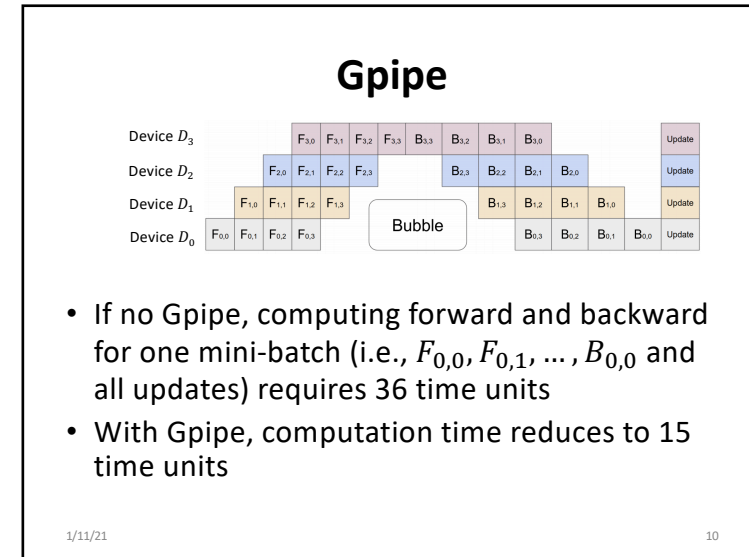 Gpipe
Device D₃ F₃,₀ F₃,₁ F₃,₂ F₃,₃ B₃,₃ B₃,₂ B₃,₁ B₃,₀ Update
Device D₂ F₂,₀ F₂,₁ F₂,₂ F₂,₃ B₂,₃ B₂,₂ B₂,₁ B₂,₀ Update
Device D₁ F₁,₀ F₁,₁ F₁,₂ F₁,₃ B₁,₃ B₁,₂ B₁,₁ B₁,₀ Update
Device D₀ F₀,₀ F₀,₁ F₀,₂ F₀,₃ Bubble B₀,₃ B₀,₂ B₀,₁ B₀,₀ Update
• If no Gpipe, computing forward and backward
for one mini-batch (i.e., F₀,₀, F₀,₁, … , B₀,₀ and
all updates) requires 36 time units
• With Gpipe, computation time reduces to 15
time units
1/11/21 10